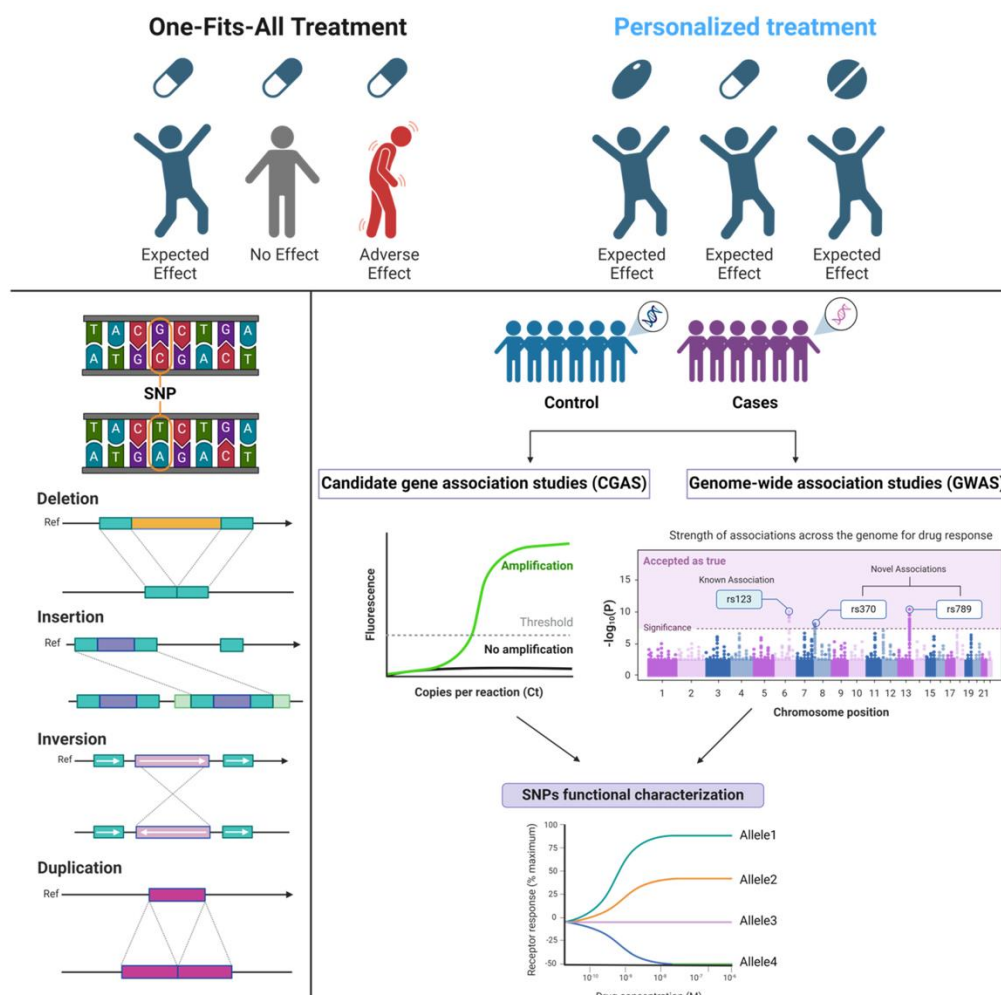 One-Fits-All Treatment
Personalized treatment
Expected
Effect
No Effect
Adverse
Effect
Expected
Effect
Expected
Effect
Expected
Effect
T A C G C T G A
A T G C G A C T
SNP
T A C T C T G A
A T G A G A C T
Deletion
Ref
Insertion
Ref
Inversion
Ref
Duplication
Ref
Control
Cases
Candidate gene association studies (CGAS)
Genome-wide association studies (GWAS)
Fluorescence
Amplification
Threshold
No amplification
Copies per reaction (Ct)
Strength of associations across the genome for drug response
Accepted as true
Known Association
Novel Associations
rs123
rs370
rs789
Significance
-log10(P)
15
10
5
0
1 2 3 4 5 6 7 8 9 10 11 12 13 15 17 19 21
Chromosome position
SNPs functional characterization
Receptor response (% maximum)
100
75
50
25
0
-25
-50
Allele1
Allele2
Allele3
Allele4
Drug concentration (M)